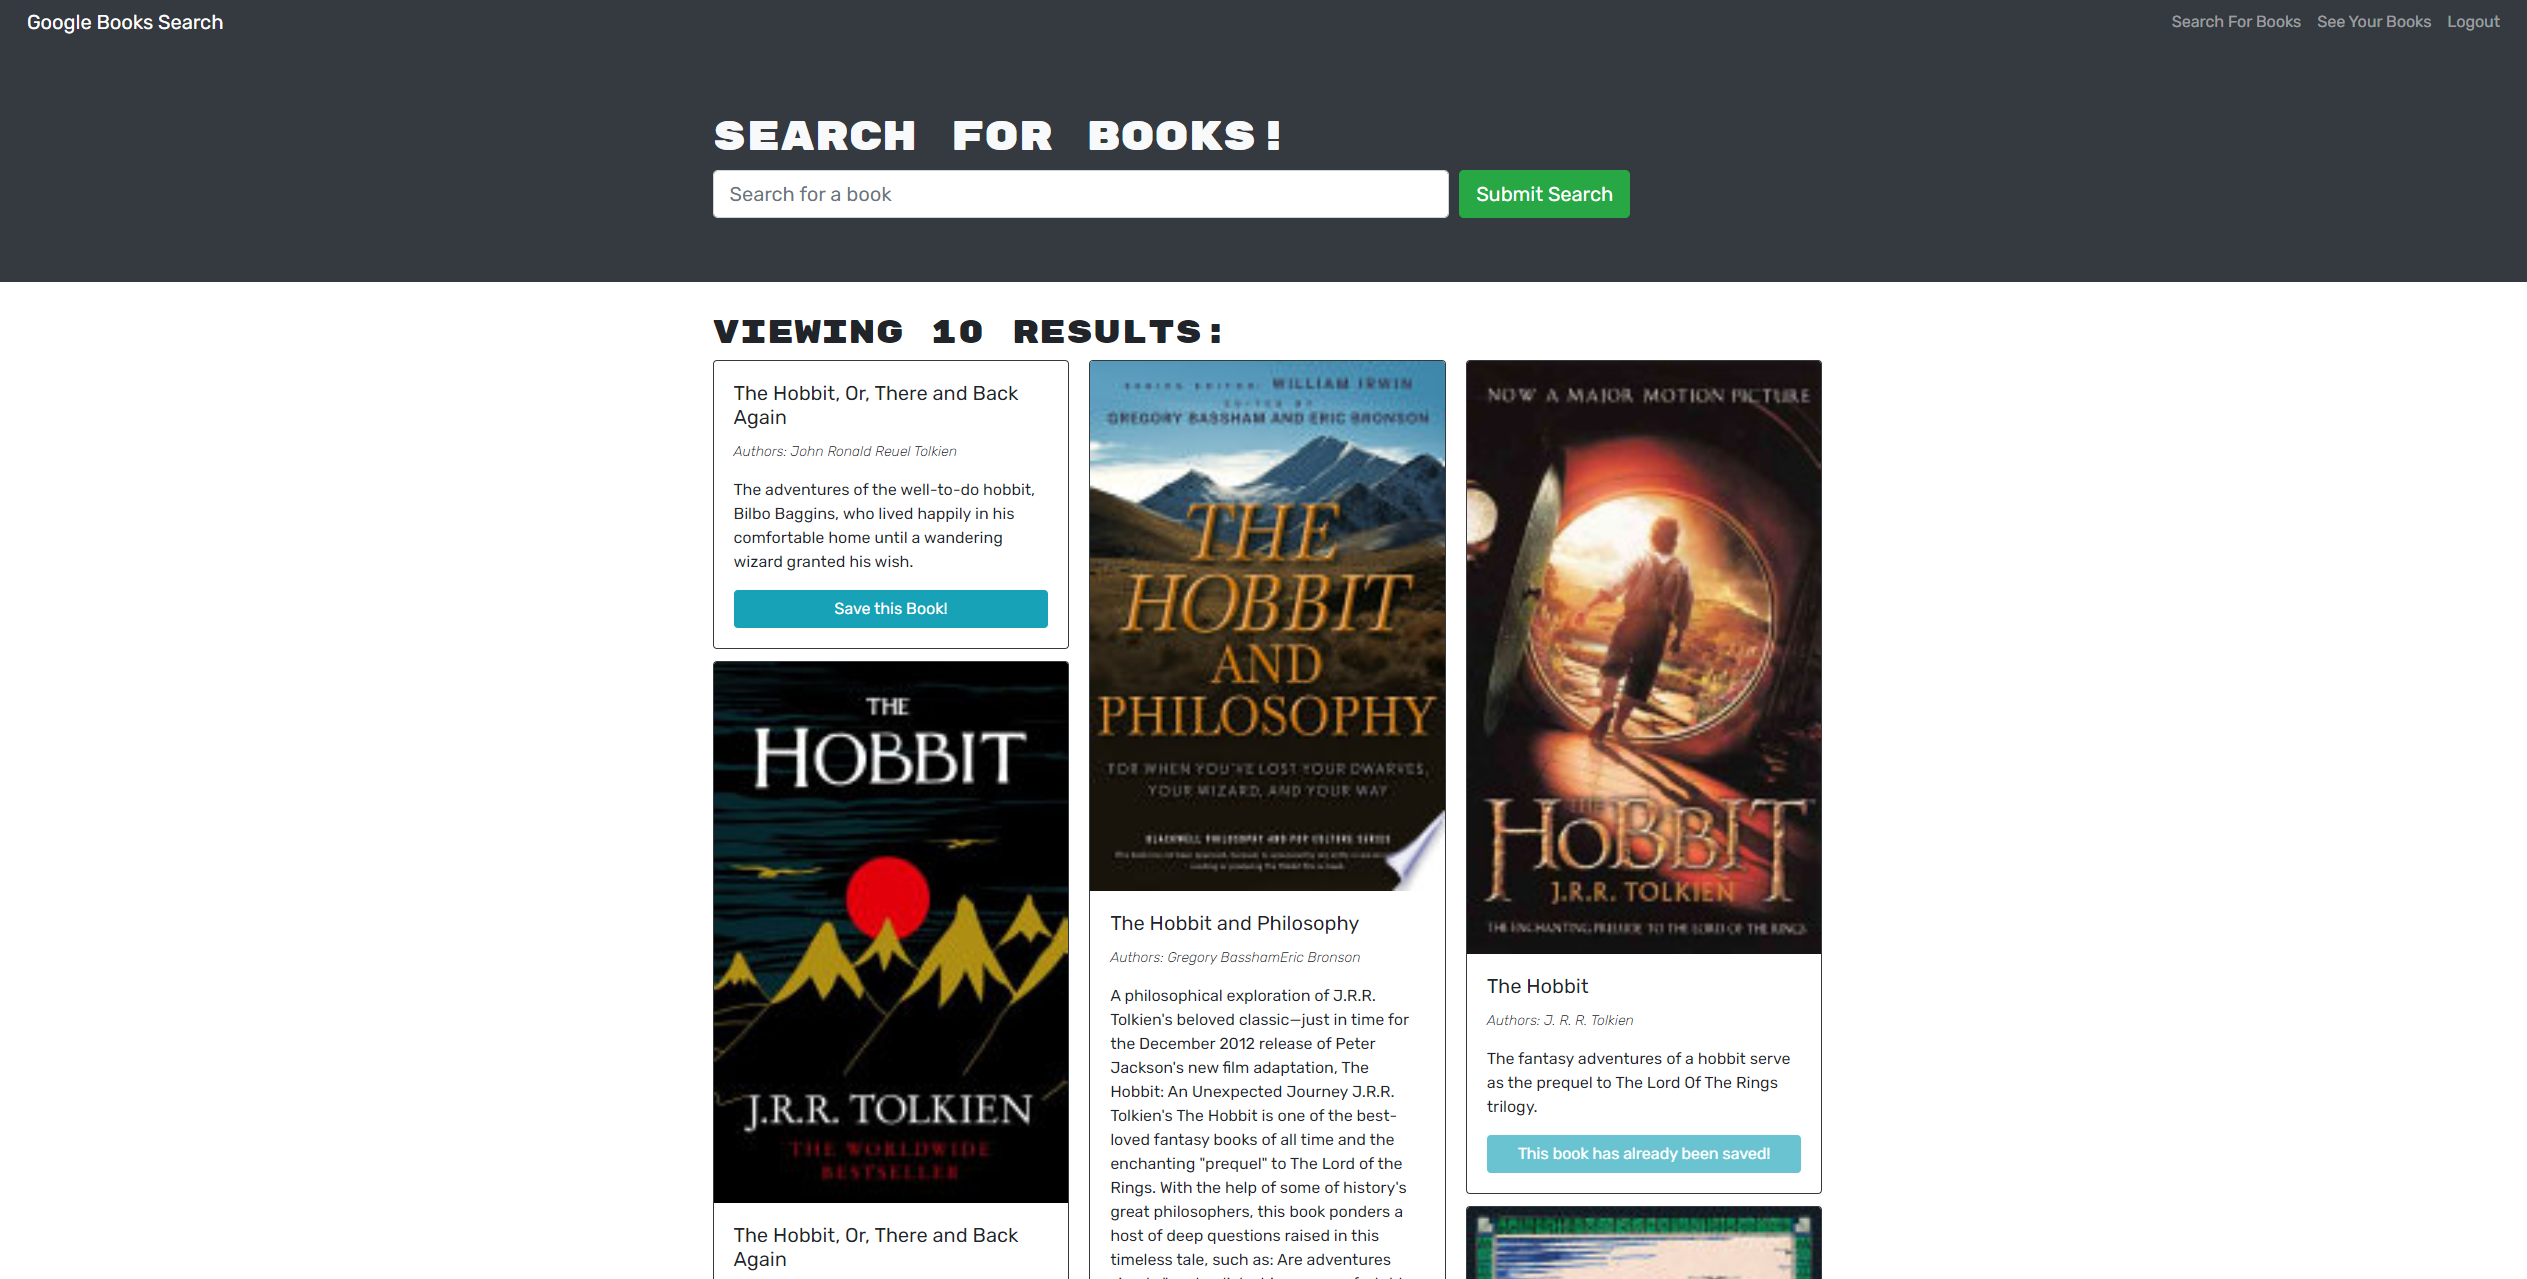 Google Books Search
Search For Books
See Your Books
Logout
SEARCH FOR BOOKS!
Search for a book
Submit Search
VIEWING 10 RESULTS:
The Hobbit, Or, There and Back
Again
Authors: John Ronald Reuel Tolkien
The adventures of the well-to-do hobbit,
Bilbo Baggins, who lived happily in his
comfortable home until a wandering
wizard granted his wish.
Save this Book!
THE
HOBBIT
J.R.R. TOLKIEN
THE WORLDWIDE
BESTSELLER
The Hobbit, Or, There and Back
Again
SERIES EDITOR: WILLIAM IRWIN
EDITED BY
GREGORY BASSHAM AND ERIC BRONSON
THE
HOBBIT
AND
PHILOSOPHY
FOR WHEN YOU'VE LOST YOUR DWARVES,
YOUR WIZARD, AND YOUR WAY
BLACKWELL PHILOSOPHY AND POP CULTURE SERIES
The Hobbit and Philosophy
Authors: Gregory BasshamEric Bronson
A philosophical exploration of J.R.R.
Tolkien's beloved classic—just in time for
the December 2012 release of Peter
Jackson's new film adaptation, The
Hobbit: An Unexpected Journey J.R.R.
Tolkien's The Hobbit is one of the best-
loved fantasy books of all time and the
enchanting "prequel" to The Lord of the
Rings. With the help of some of history's
great philosophers, this book ponders a
host of deep questions raised in this
timeless tale, such as: Are adventures
NOW A MAJOR MOTION PICTURE
THE
HOBBIT
J.R.R. TOLKIEN
THE ENCHANTING PRELUDE TO THE LORD OF THE RINGS
The Hobbit
Authors: J. R. R. Tolkien
The fantasy adventures of a hobbit serve
as the prequel to The Lord Of The Rings
trilogy.
This book has already been saved!